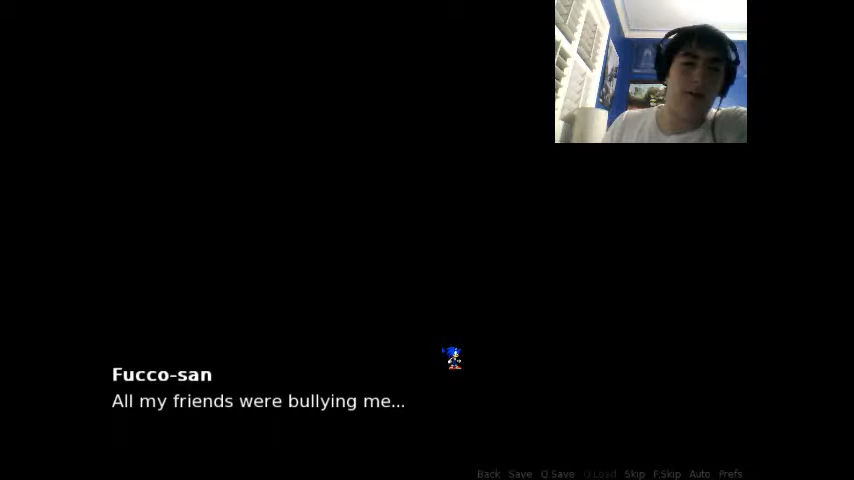 Fucco-san
All my friends were bullying me...
Back Save Q.Save Q.Load Skip F.Skip Auto Prefs